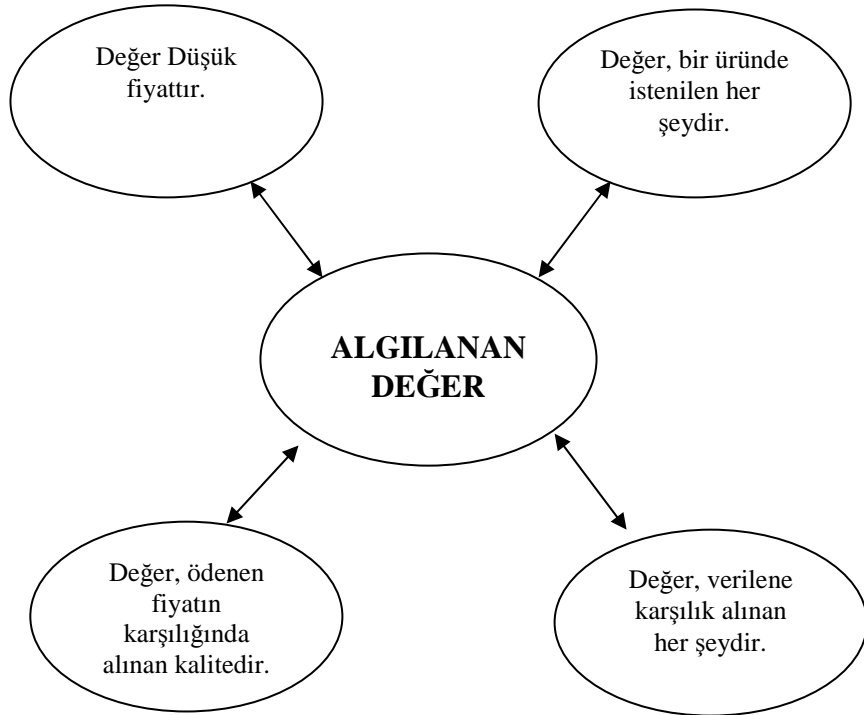 Değer Düşük
fiyattır.
Değer, bir üründe
istenilen her
şeydir.
ALGILANAN
DEĞER
Değer, ödenen
fiyatın
karşılığında
alınan kalitedir.
Değer, verilene
karşılık alınan
her şeydir.